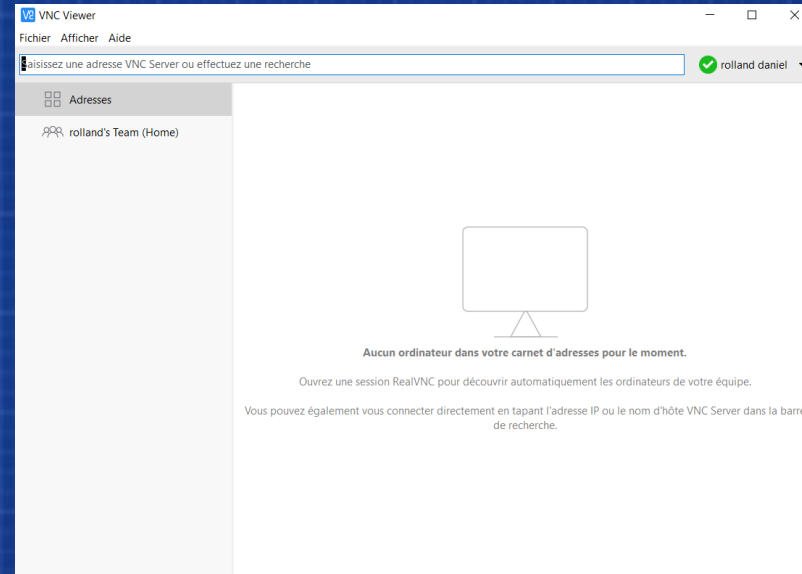 VNC Viewer
Fichier Afficher Aide
Saisissez une adresse VNC Server ou effectuez une recherche
rolland daniel
Adresses
rolland's Team (Home)
Aucun ordinateur dans votre carnet d'adresses pour le moment.
Ouvrez une session RealVNC pour découvrir automatiquement les ordinateurs de votre équipe.
Vous pouvez également vous connecter directement en tapant l'adresse IP ou le nom d'hôte VNC Server dans la barre
de recherche.